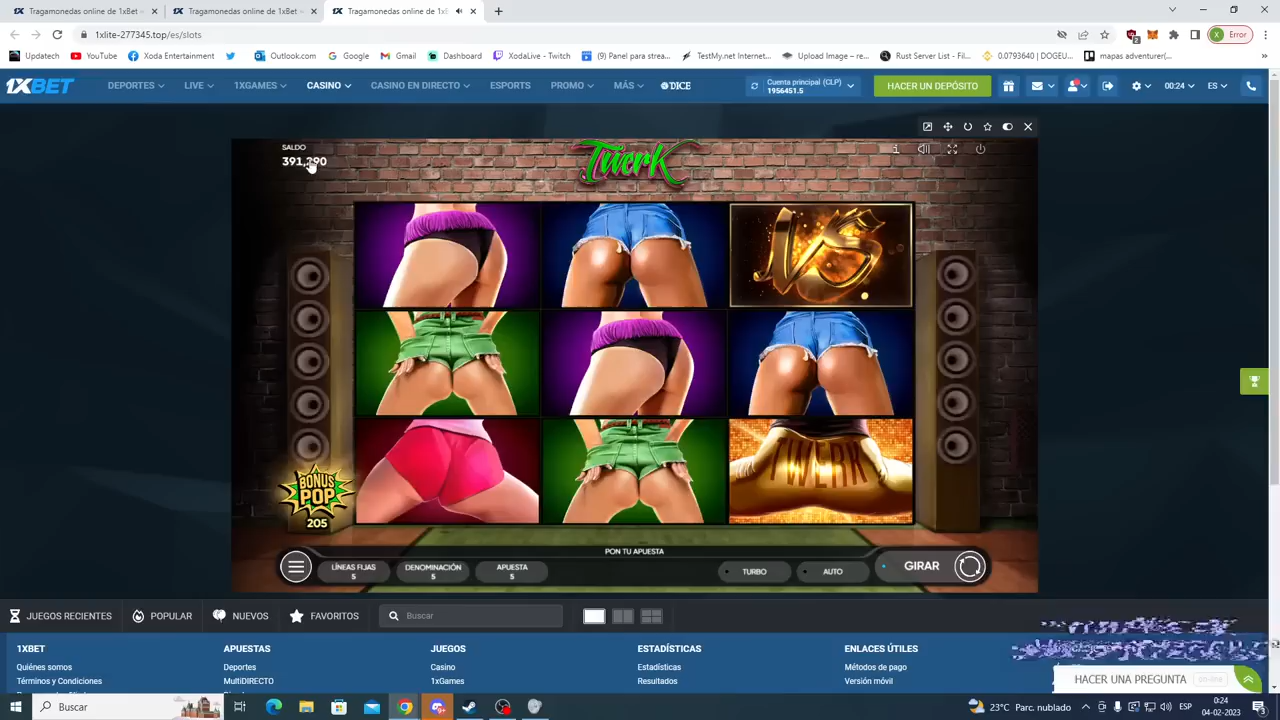 Tragamonedas online de 1xBet
Tragamonedas online de 1xBet
Tragamonedas online de 1xB
1xlite-277345.top/es/slots
Error
Updatech
YouTube
Xoda Entertainment
Outlook.com
Google
Gmail
Dashboard
XodaLive - Twitch
(9) Panel para strea...
TestMy.net Internet...
Upload Image – re...
Rust Server List - Fil...
0.0793640 | DOGEU...
mapas adventurer(...
1XBET
DEPORTES
LIVE
1XGAMES
CASINO
CASINO EN DIRECTO
ESPORTS
PROMO
MÁS
DICE
Cuenta principal (CLP)
1956451.5
HACER UN DEPÓSITO
00:24
ES
SALDO
Twerk
15
TWERK
BONUS
POP
205
PON TU APUESTA
LÍNEAS FIJAS
5
DENOMINACIÓN
5
APUESTA
5
TURBO
AUTO
GIRAR
JUEGOS RECIENTES
POPULAR
NUEVOS
FAVORITOS
Buscar
1XBET
APUESTAS
JUEGOS
ESTADÍSTICAS
ENLACES ÚTILES
Quiénes somos
Deportes
Casino
Estadísticas
Métodos de pago
Términos y Condiciones
MultiDIRECTO
1xGames
Resultados
Versión móvil
HACER UNA PREGUNTA
Buscar
23°C Parc. nublado
ESP
0:24
04-02-2023